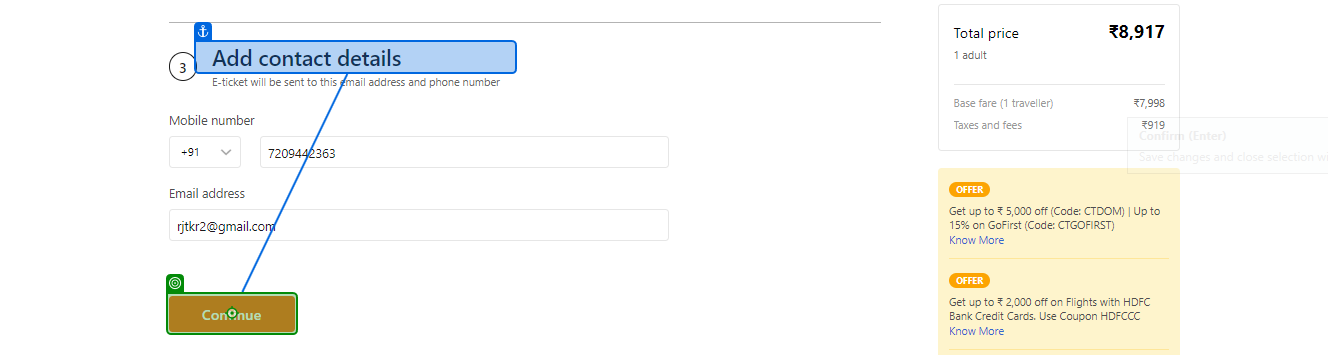 3
Add contact details
E-ticket will be sent to this email address and phone number
Mobile number
+91
7209442363
Email address
rjtkr2@gmail.com
Continue
Total price ₹8,917
1 adult
Base fare (1 traveller) ₹7,998
Taxes and fees ₹919
Confirm (Enter)
Save changes and close selection
OFFER
Get up to ₹ 5,000 off (Code: CTDOM) | Up to
15% on GoFirst (Code: CTGOFIRST)
Know More
OFFER
Get up to ₹ 2,000 off on Flights with HDFC
Bank Credit Cards. Use Coupon HDFCCC
Know More